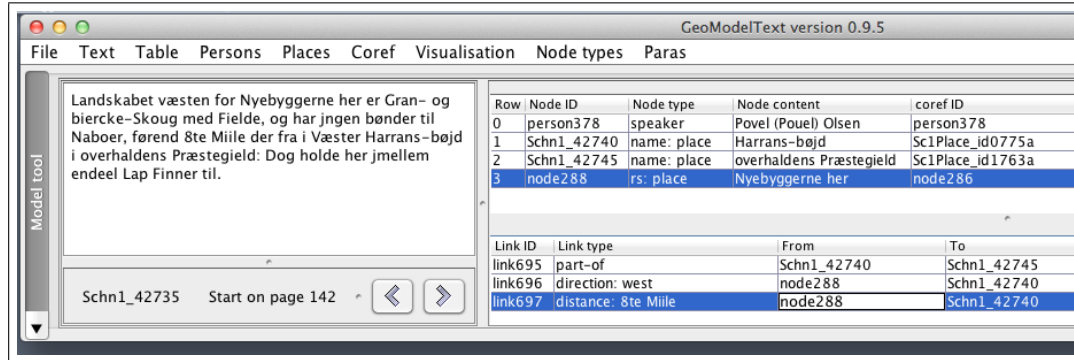 GeoModelText version 0.9.5
File Text Table Persons Places Coref Visualisation Node types Paras
Model tool
Landskabet væsten for Nyebyggerne her er Gran- og
biercke-Skoug med Fielde, og har jngen bønder til
Naboer, førend 8te Miile der fra i Væster Harrans-bøjd
i overhaldens Præstegield: Dog holde her jmellem
endeel Lap Finner til.
Schn1_42735 Start on page 142
Row Node ID Node type Node content coref ID
0 person378 speaker Povel (Pouel) Olsen person378
1 Schn1_42740 name: place Harrans-bøjd Sc1Place_id0775a
2 Schn1_42745 name: place overhaldens Præstegield Sc1Place_id1763a
3 node288 rs: place Nyebyggerne her node286
Link ID Link type From To
link695 part-of Schn1_42740 Schn1_42745
link696 direction: west node288 Schn1_42740
link697 distance: 8te Miile node288 Schn1_42740